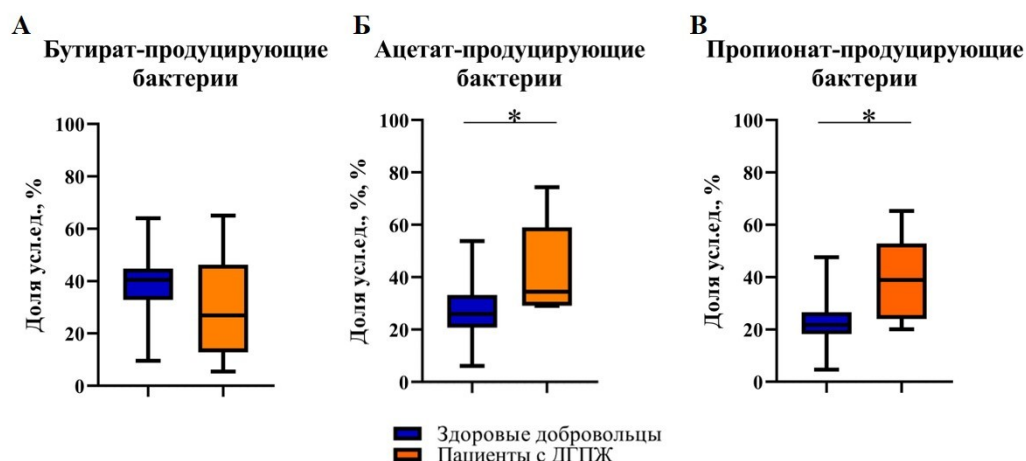 А
Бутират-продуцирующие
бактерии
Доля усл.ед., %
100
80
60
40
20
0
Б
Ацетат-продуцирующие
бактерии
Доля усл.ед., %, %
*
100
80
60
40
20
0
В
Пропионат-продуцирующие
бактерии
Доля усл.ед., %
*
100
80
60
40
20
0
Здоровые добровольцы
Пациенты с ДГПЖ